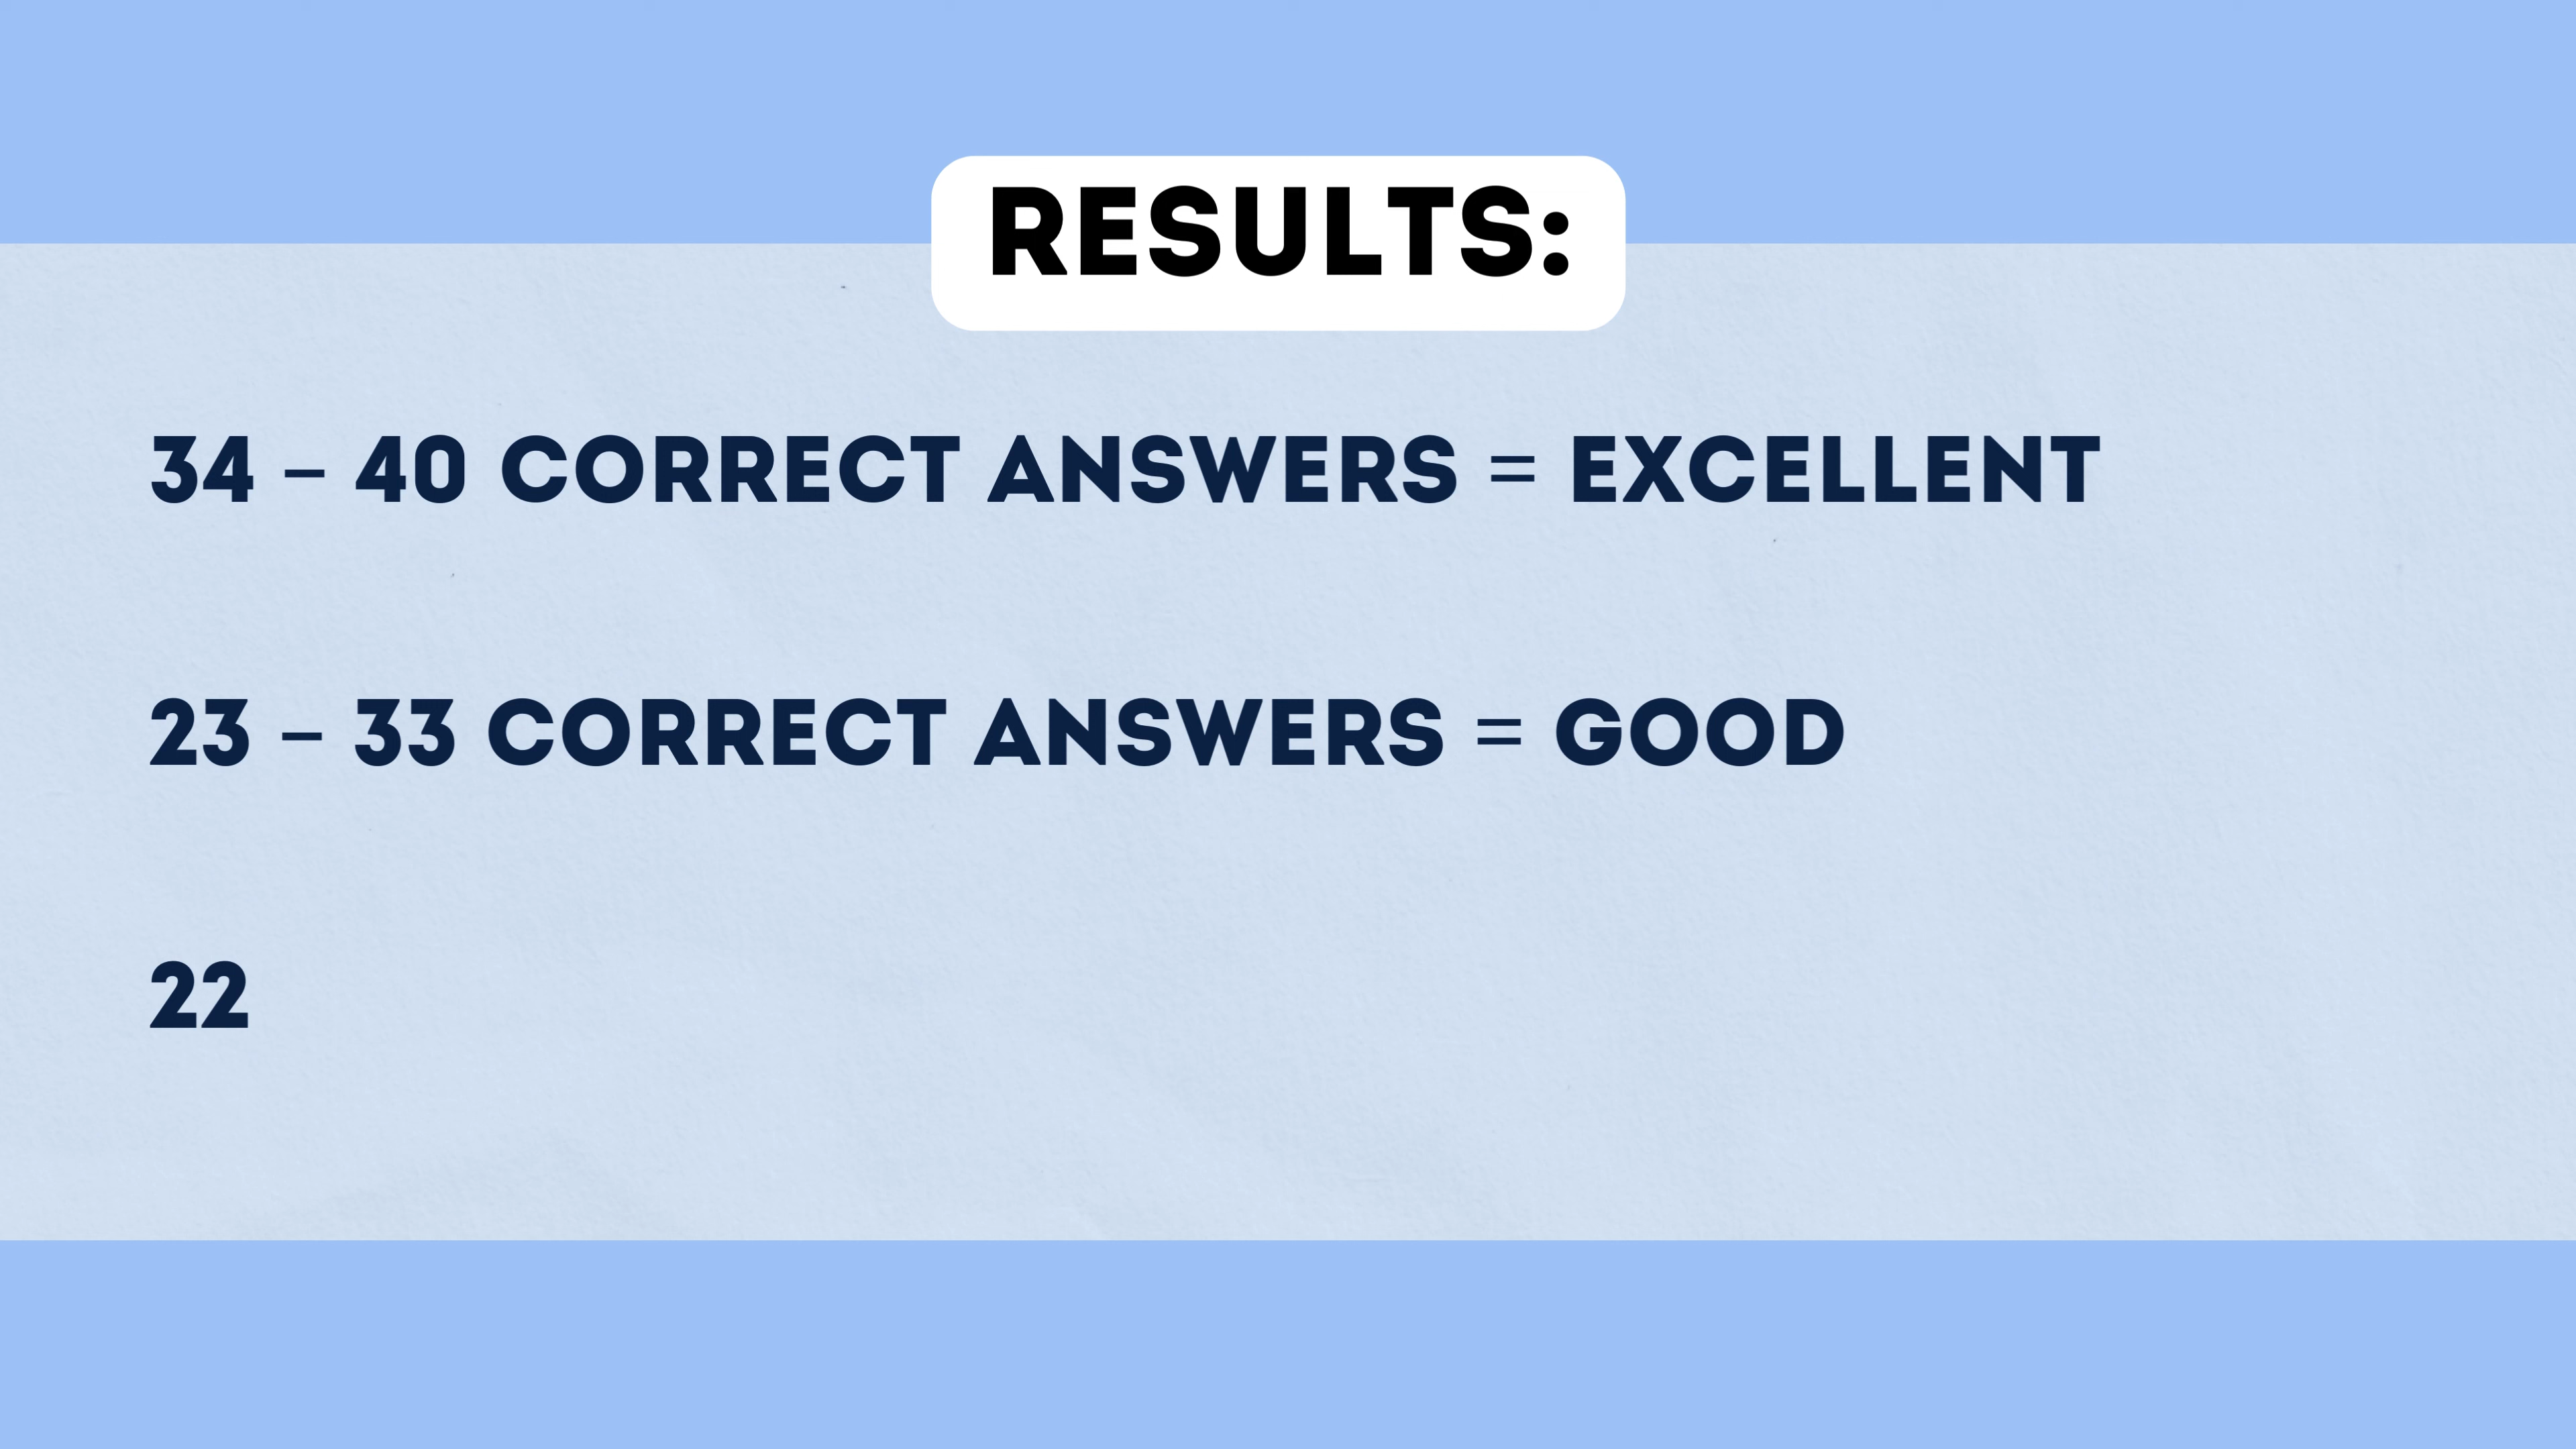 RESULTS:
34 – 40 CORRECT ANSWERS = EXCELLENT
23 – 33 CORRECT ANSWERS = GOOD
22